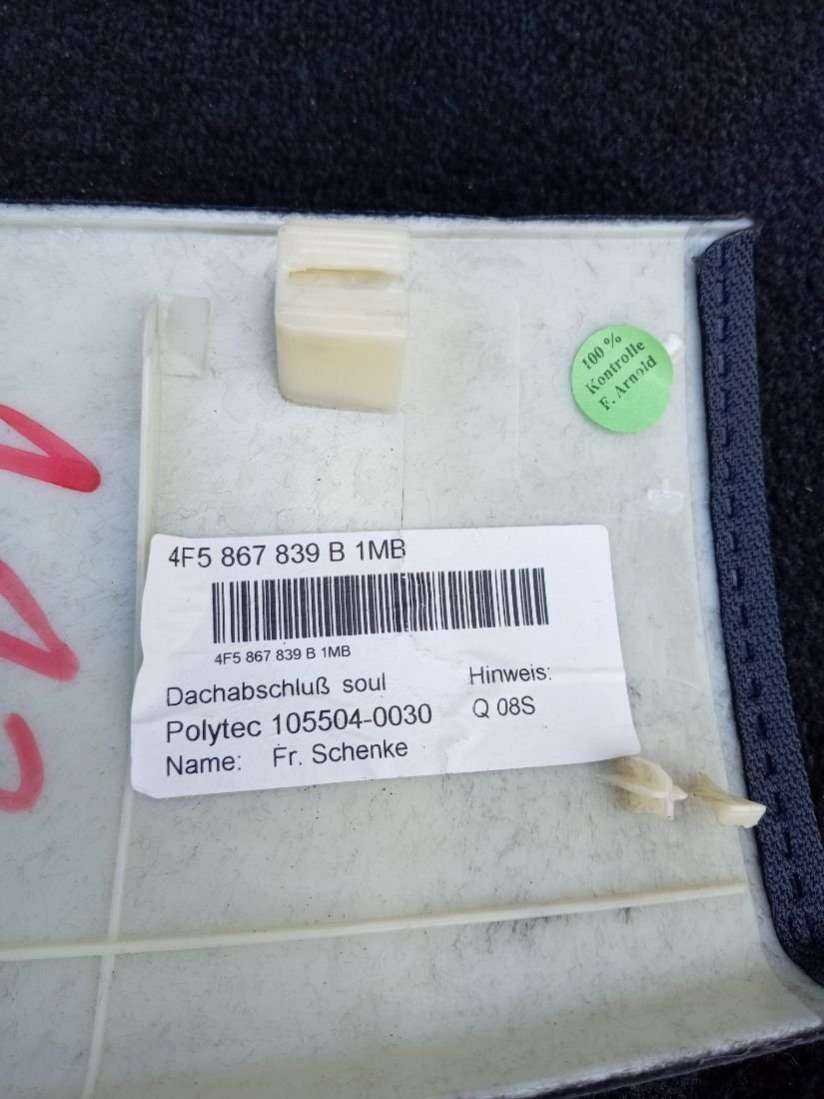 100 %
Kontrolle
F. Arnold
4F5 867 839 B 1MB
4F5 867 839 B 1MB
Dachabschluß soul
Hinweis:
Polytec 105504-0030
Q 08S
Name: Fr. Schenke